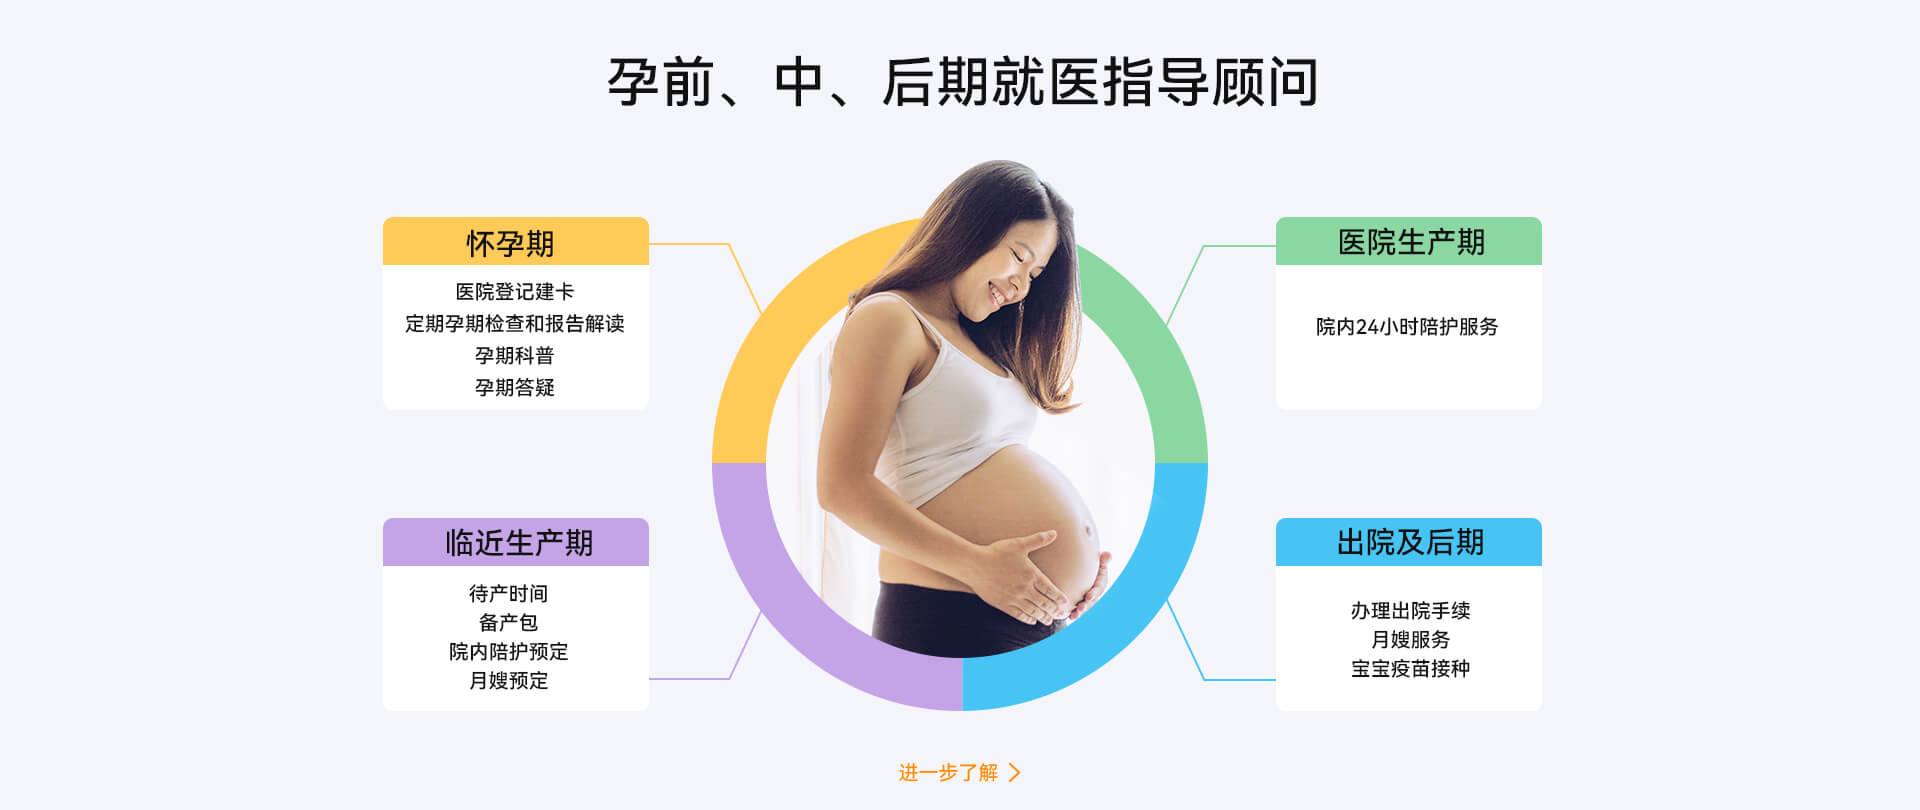 孕前、中、后期就医指导顾问
怀孕期
医院登记建卡
定期孕期检查和报告解读
孕期科普
孕期答疑
医院生产期
院内24小时陪护服务
临近生产期
待产时间
备产包
院内陪护预定
月嫂预定
出院及后期
办理出院手续
月嫂服务
宝宝疫苗接种
进一步了解 >